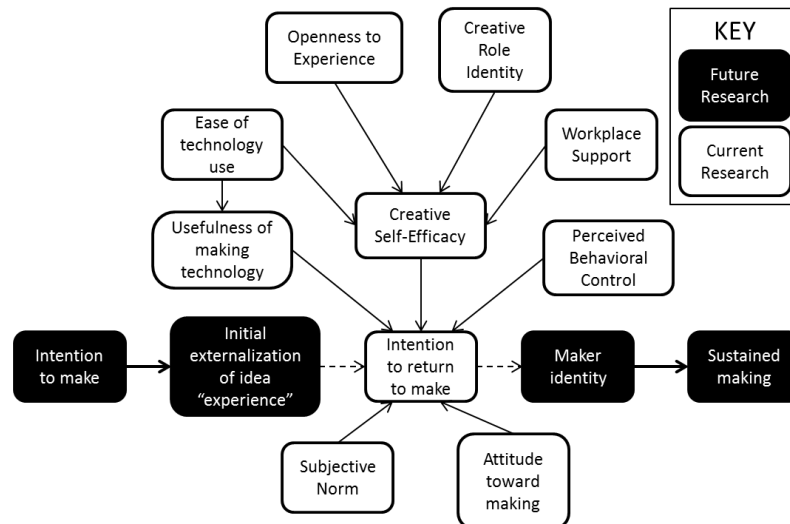 Openness to
Experience
Creative
Role
Identity
KEY
Future
Research
Current
Research
Ease of
technology
use
Workplace
Support
Usefulness of
making
technology
Creative
Self-Efficacy
Perceived
Behavioral
Control
Intention
to make
Initial
externalization
of idea
“experience”
Intention
to return
to make
Maker
identity
Sustained
making
Subjective
Norm
Attitude
toward
making